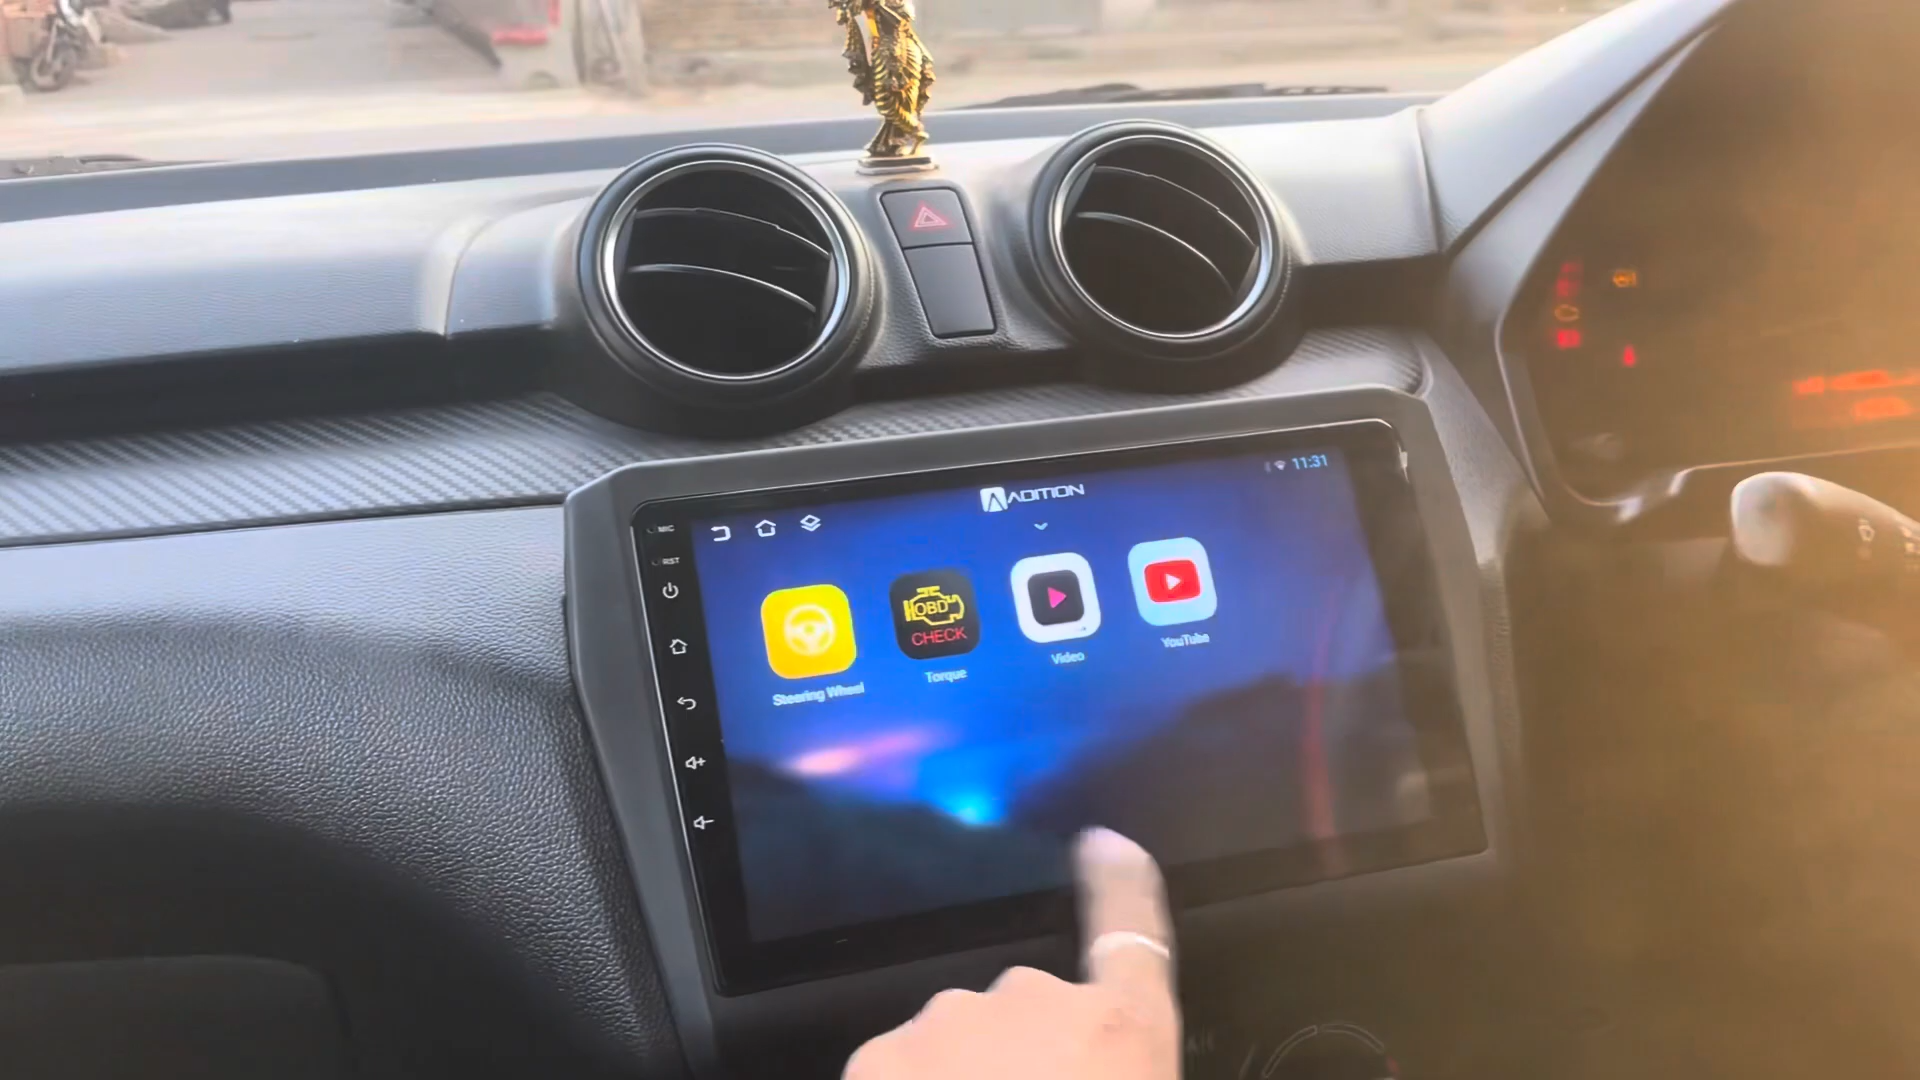 11:31
ADITION
MIC
RST
OBD
CHECK
Steering Wheel
Torque
Video
YouTube